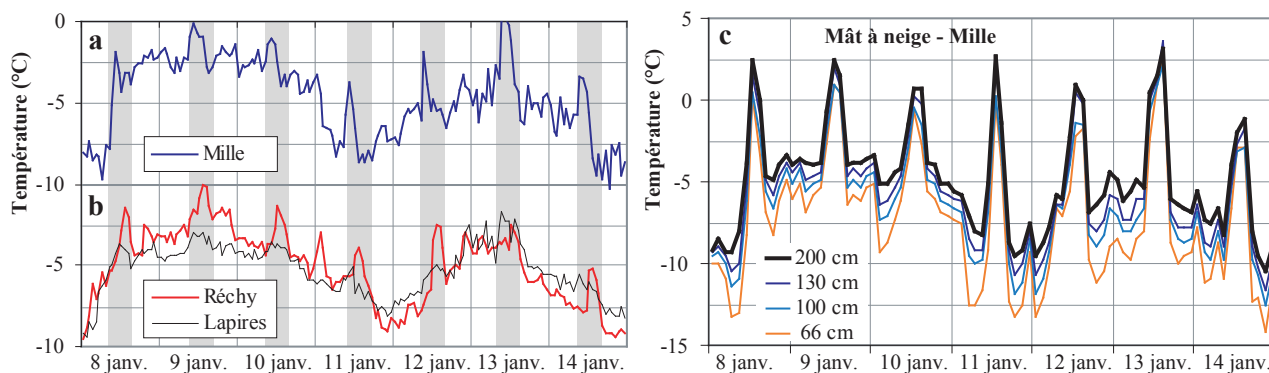 a
Température (°C)
0
-5
-10
Mille
b
-5
-10
Réchy
Lapires
8 janv. 9 janv. 10 janv. 11 janv. 12 janv. 13 janv. 14 janv.
c
Mât à neige - Mille
Température (°C)
5
0
-5
-10
-15
200 cm
130 cm
100 cm
66 cm
8 janv. 9 janv. 10 janv. 11 janv. 12 janv. 13 janv. 14 janv.